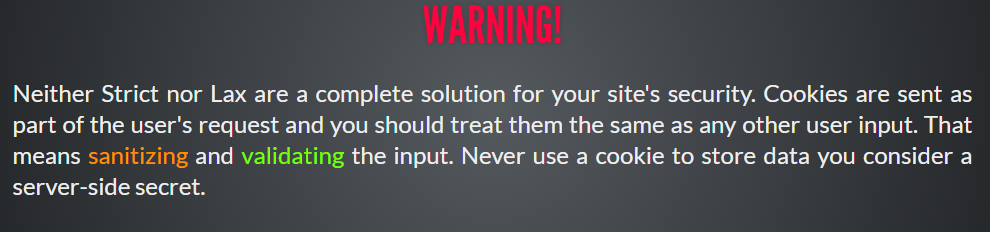 WARNING!
Neither Strict nor Lax are a complete solution for your site's security. Cookies are sent as
part of the user's request and you should treat them the same as any other user input. That
means sanitizing and validating the input. Never use a cookie to store data you consider a
server-side secret.